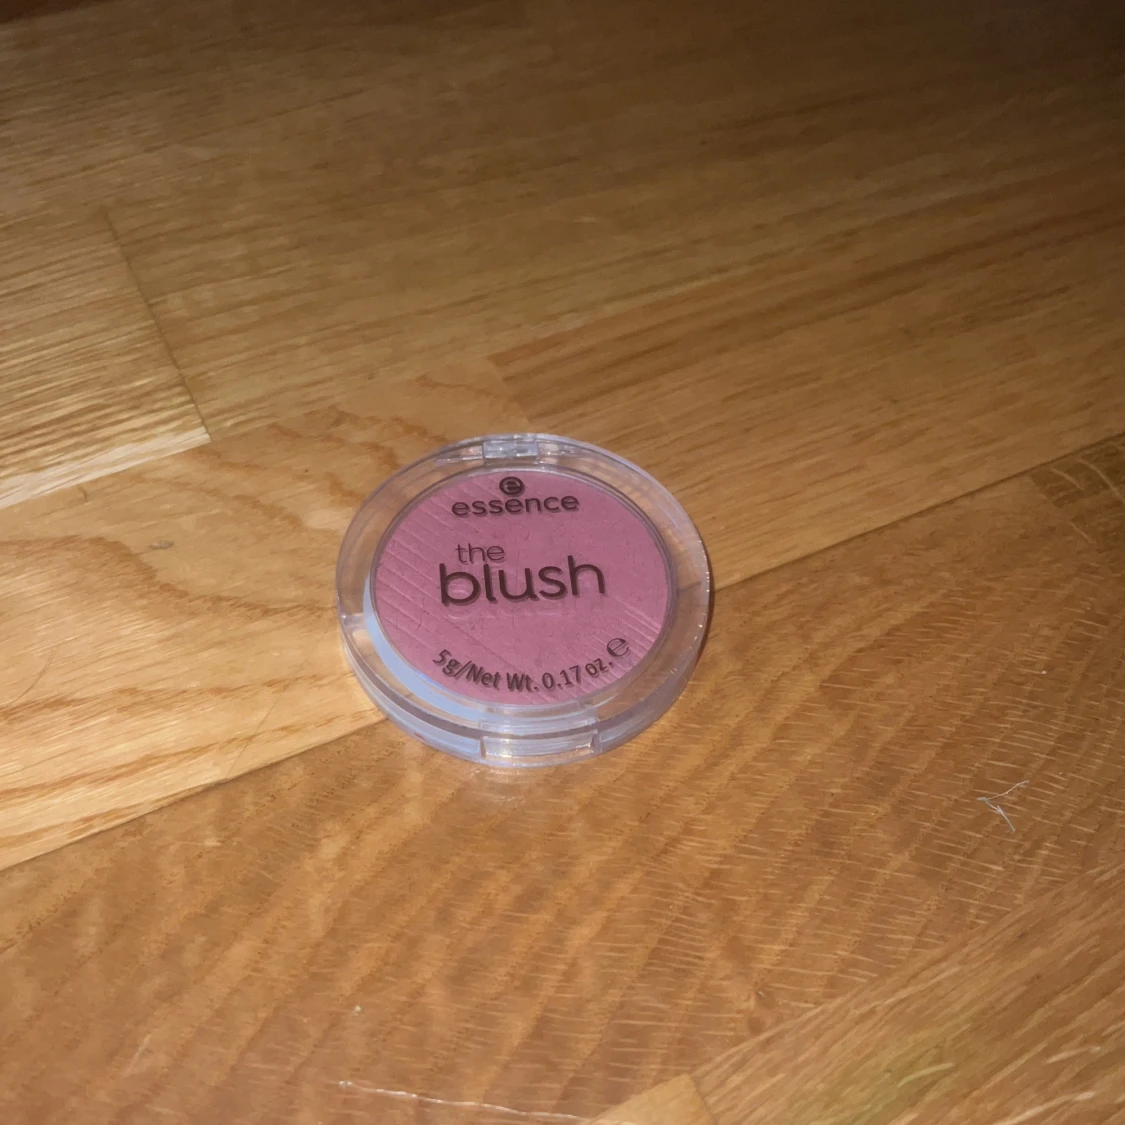 e
essence
the
blush
5g/Net Wt. 0.17 oz. ℮